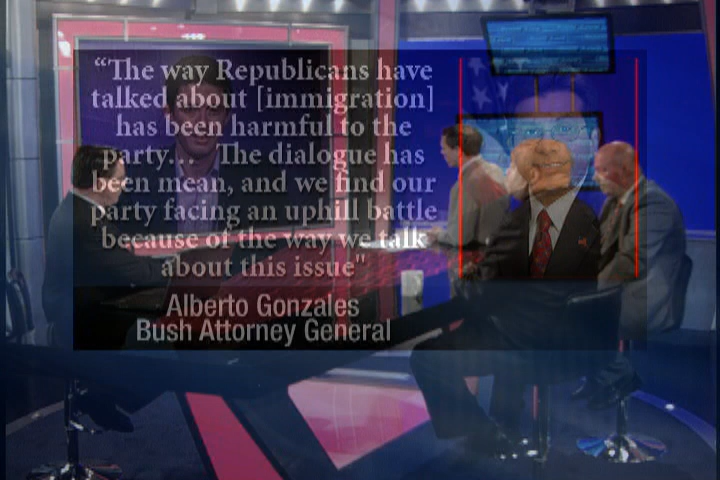 “The way Republicans have
talked about [immigration]
has been harmful to the
party... The dialogue has
been mean, and we find our
party facing an uphill battle
because of the way we talk
about this issue"
Alberto Gonzales
Bush Attorney General